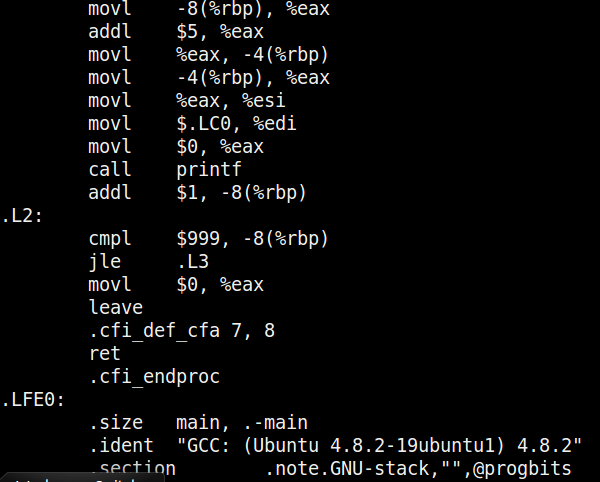 movl -8(%rbp), %eax
addl $5, %eax
movl %eax, -4(%rbp)
movl -4(%rbp), %eax
movl %eax, %esi
movl $.LC0, %edi
movl $0, %eax
call printf
addl $1, -8(%rbp)
.L2:
cmpl $999, -8(%rbp)
jle .L3
movl $0, %eax
leave
.cfi_def_cfa 7, 8
ret
.cfi_endproc
.LFE0:
.size main, .-main
.ident "GCC: (Ubuntu 4.8.2-19ubuntu1) 4.8.2"
.section .note.GNU-stack,"",@progbits